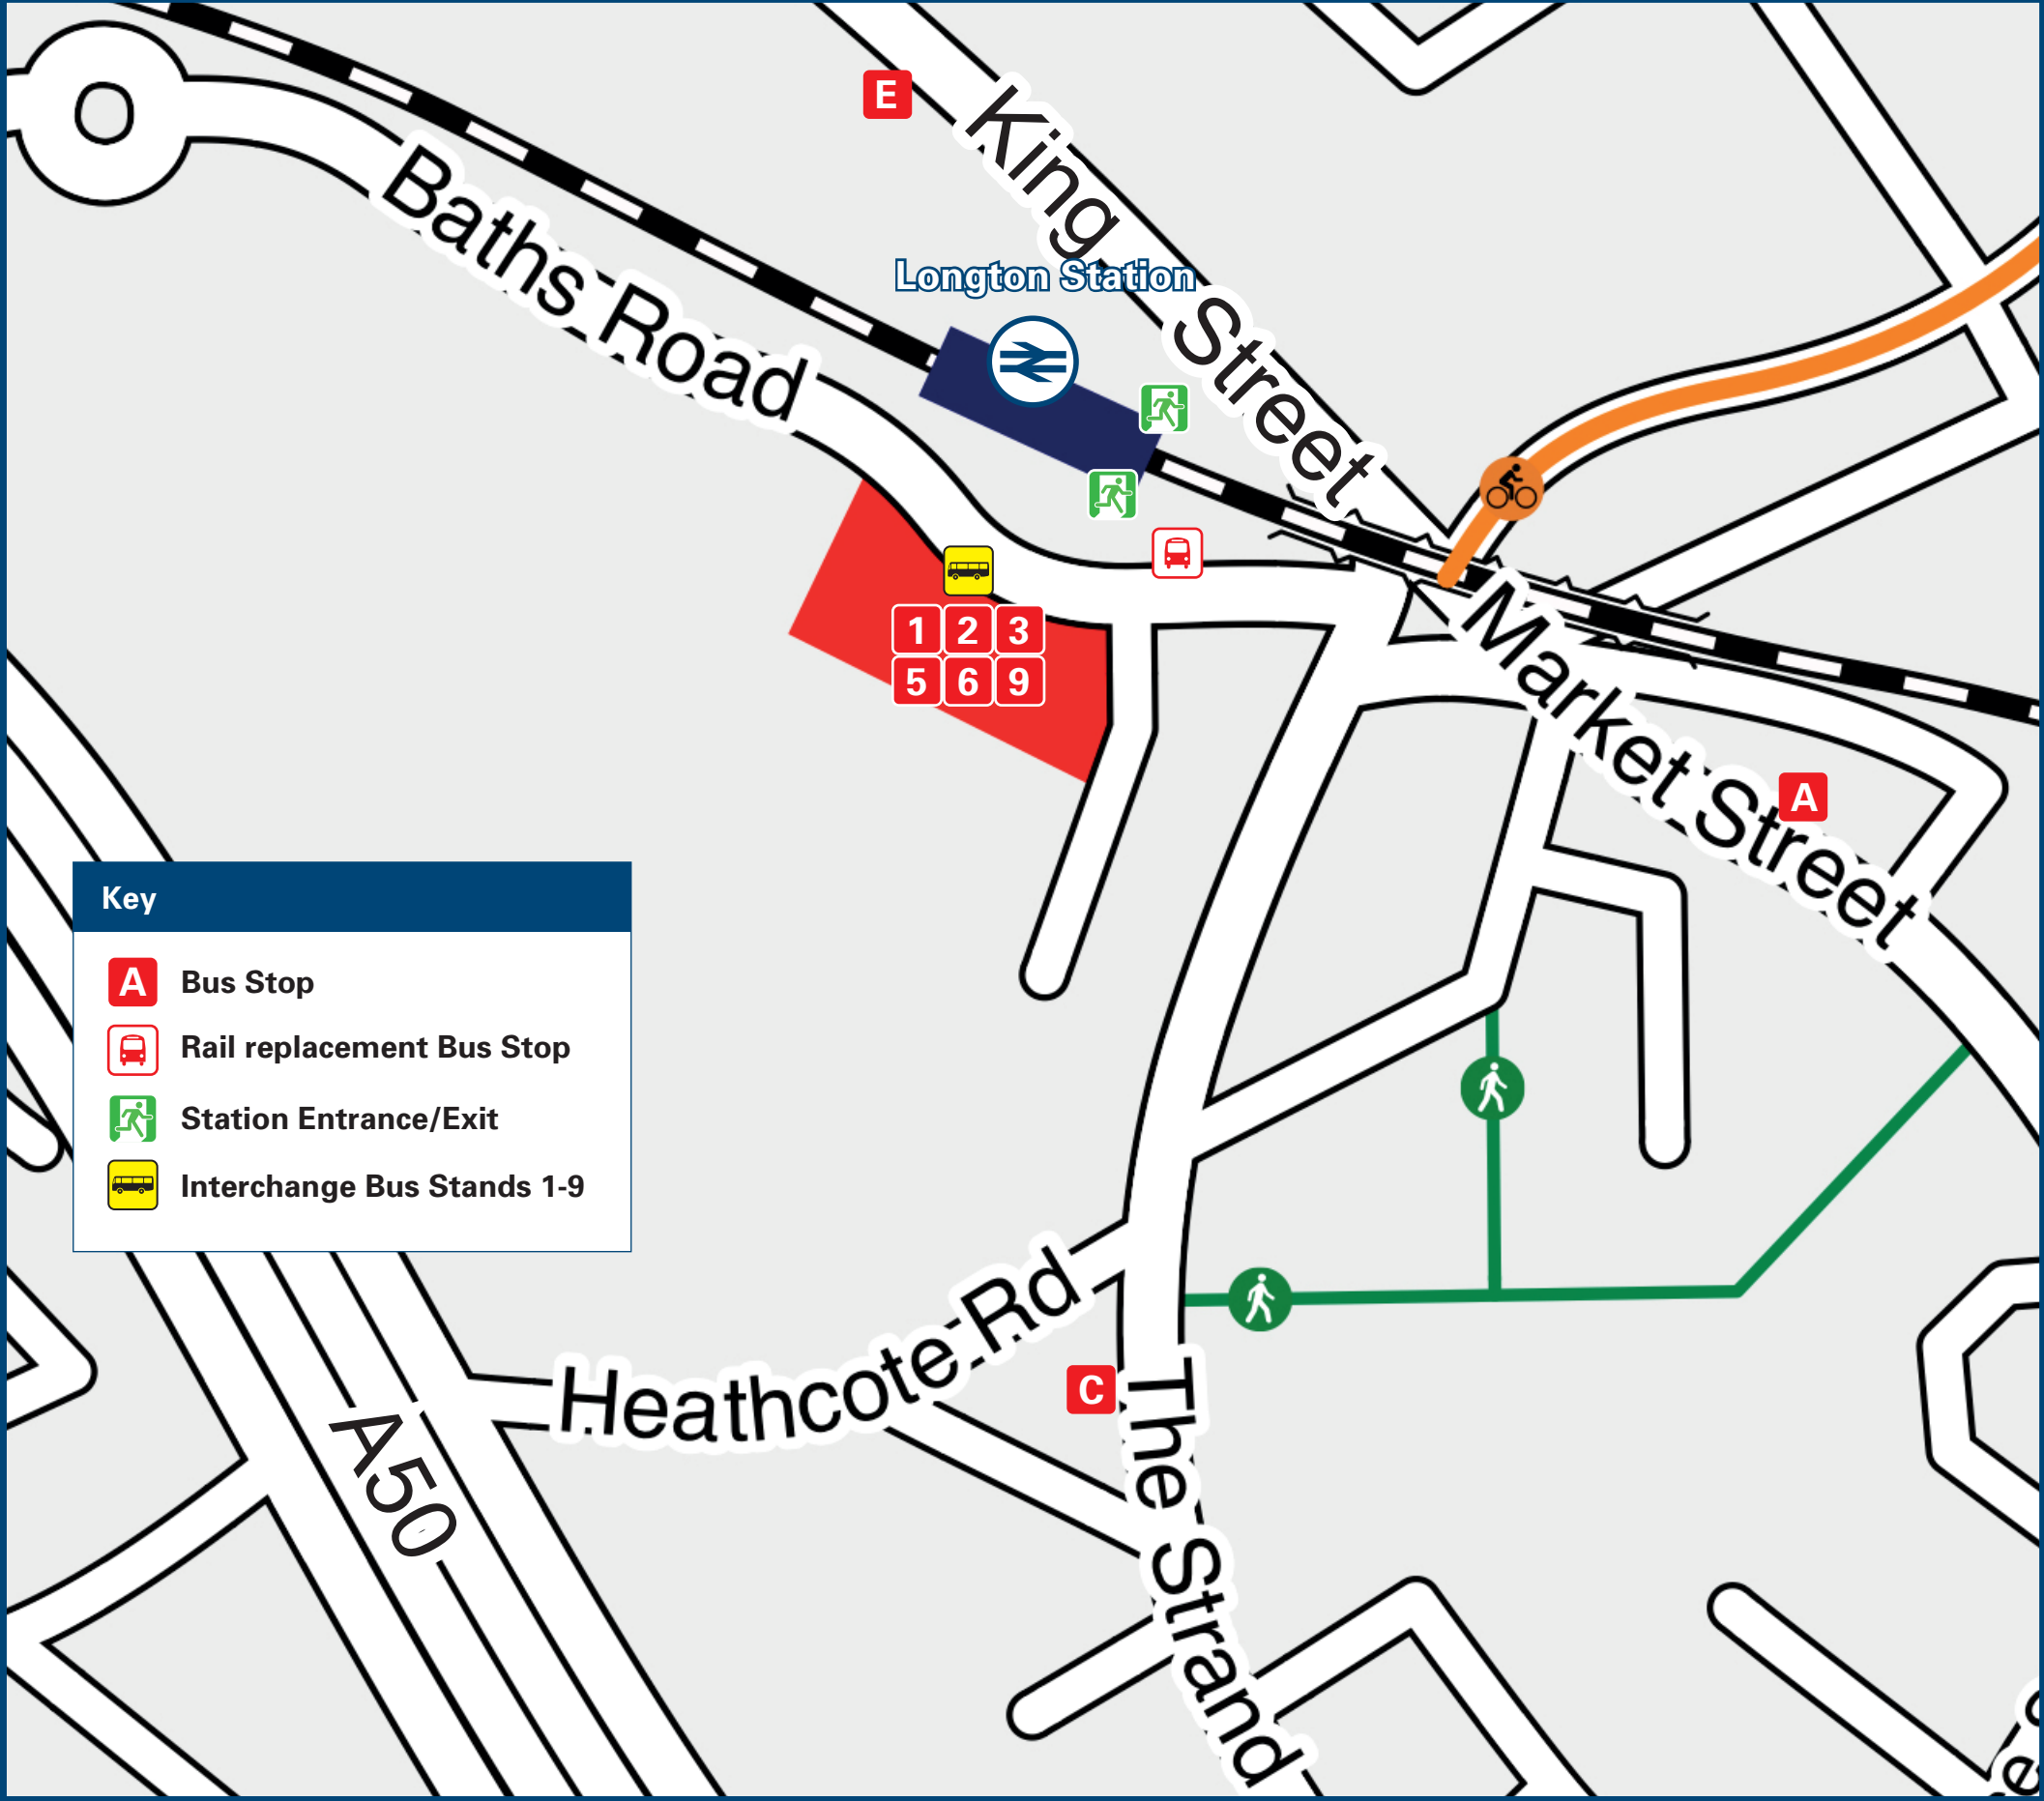 E
King Street
Baths Road
Longton Station
1 2 3
5 6 9
Market Street
A
Key
A Bus Stop
Rail replacement Bus Stop
Station Entrance/Exit
Interchange Bus Stands 1-9
Heathcote Rd
C
The Strand
A50